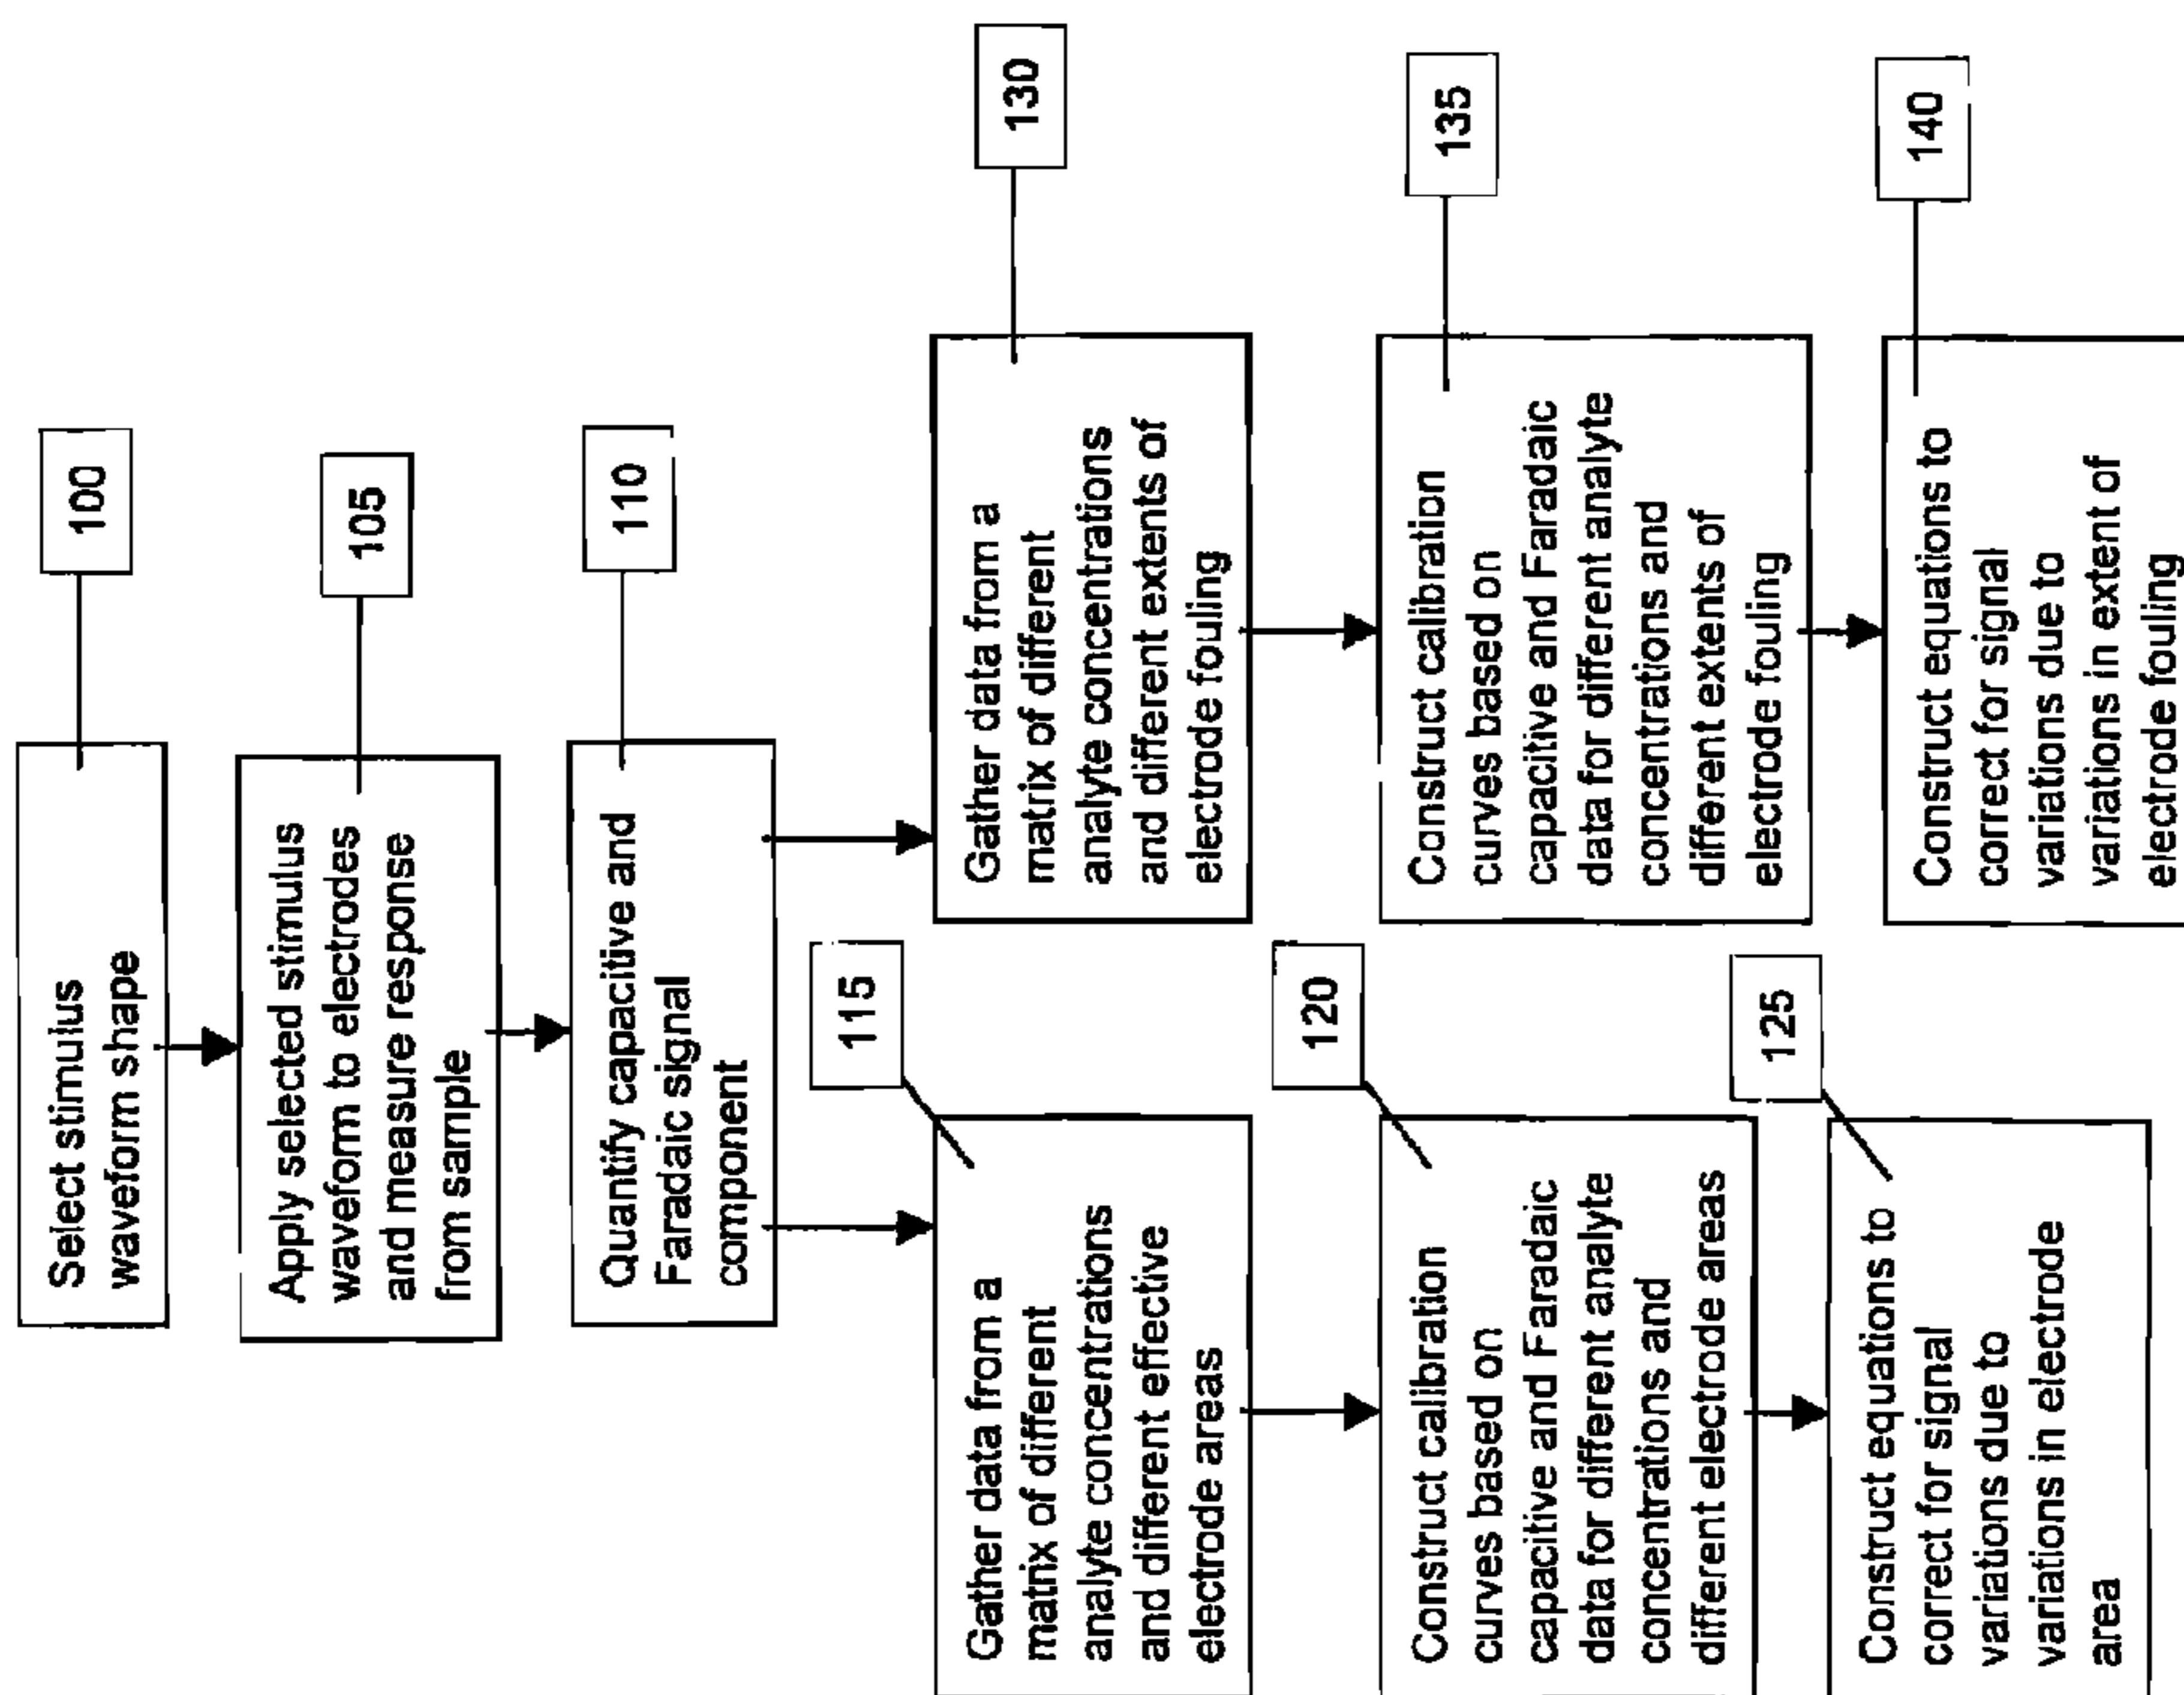 100
Select stimulus
waveform shape
105
Apply selected stimulus
waveform to electrodes
and measure response
from sample
110
Quantify capacitive and
Faradaic signal
component
115
Gather data from a
matrix of different
analyte concentrations
and different effective
electrode areas
120
Construct calibration
curves based on
capacitive and Faradaic
data for different analyte
concentrations and
different electrode areas
125
Construct equations to
correct for signal
variations due to
variations in electrode
area
130
Gather data from a
matrix of different
analyte concentrations
and different extents of
electrode fouling
135
Construct calibration
curves based on
capacitive and Faradaic
data for different analyte
concentrations and
different extents of
electrode fouling
140
Construct equations to
correct for signal
variations due to
variations in extent of
electrode fouling